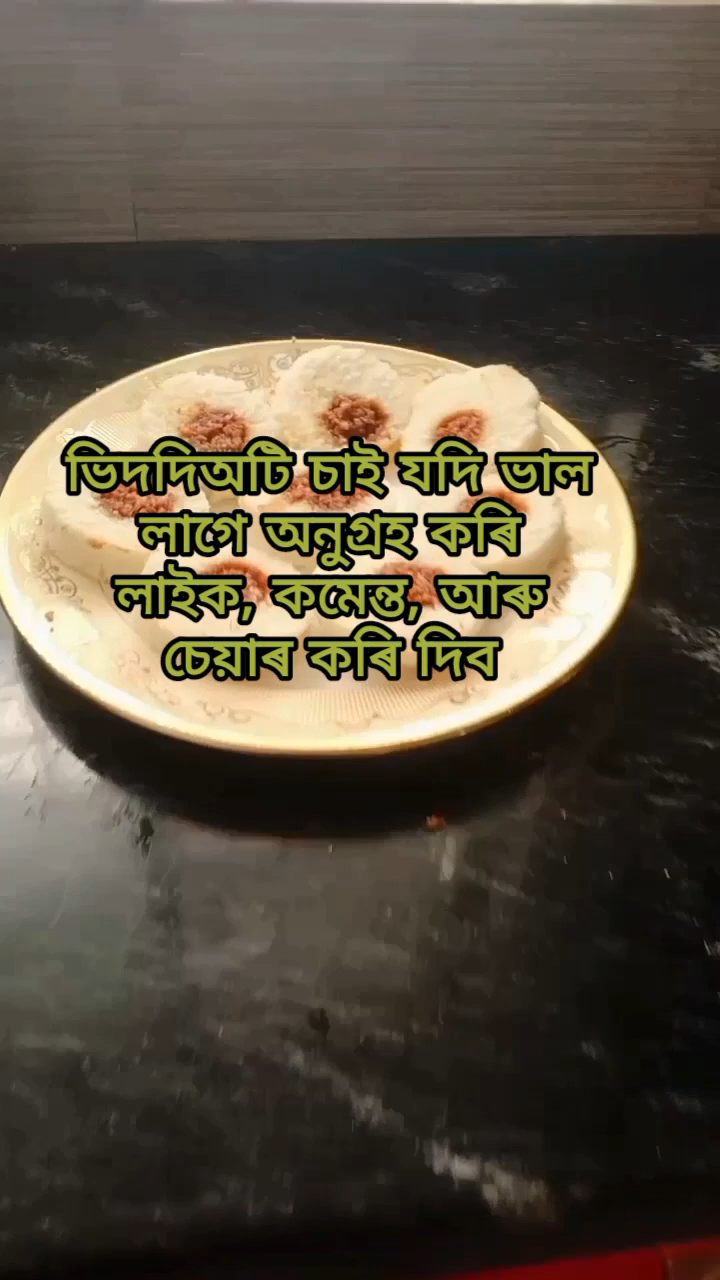 ভিদদিঅটি চাই যদি ভাল
লাগে অনুগ্ৰহ কৰি
লাইক, কমেন্ত, আৰু
চেয়াৰ কৰি দিব